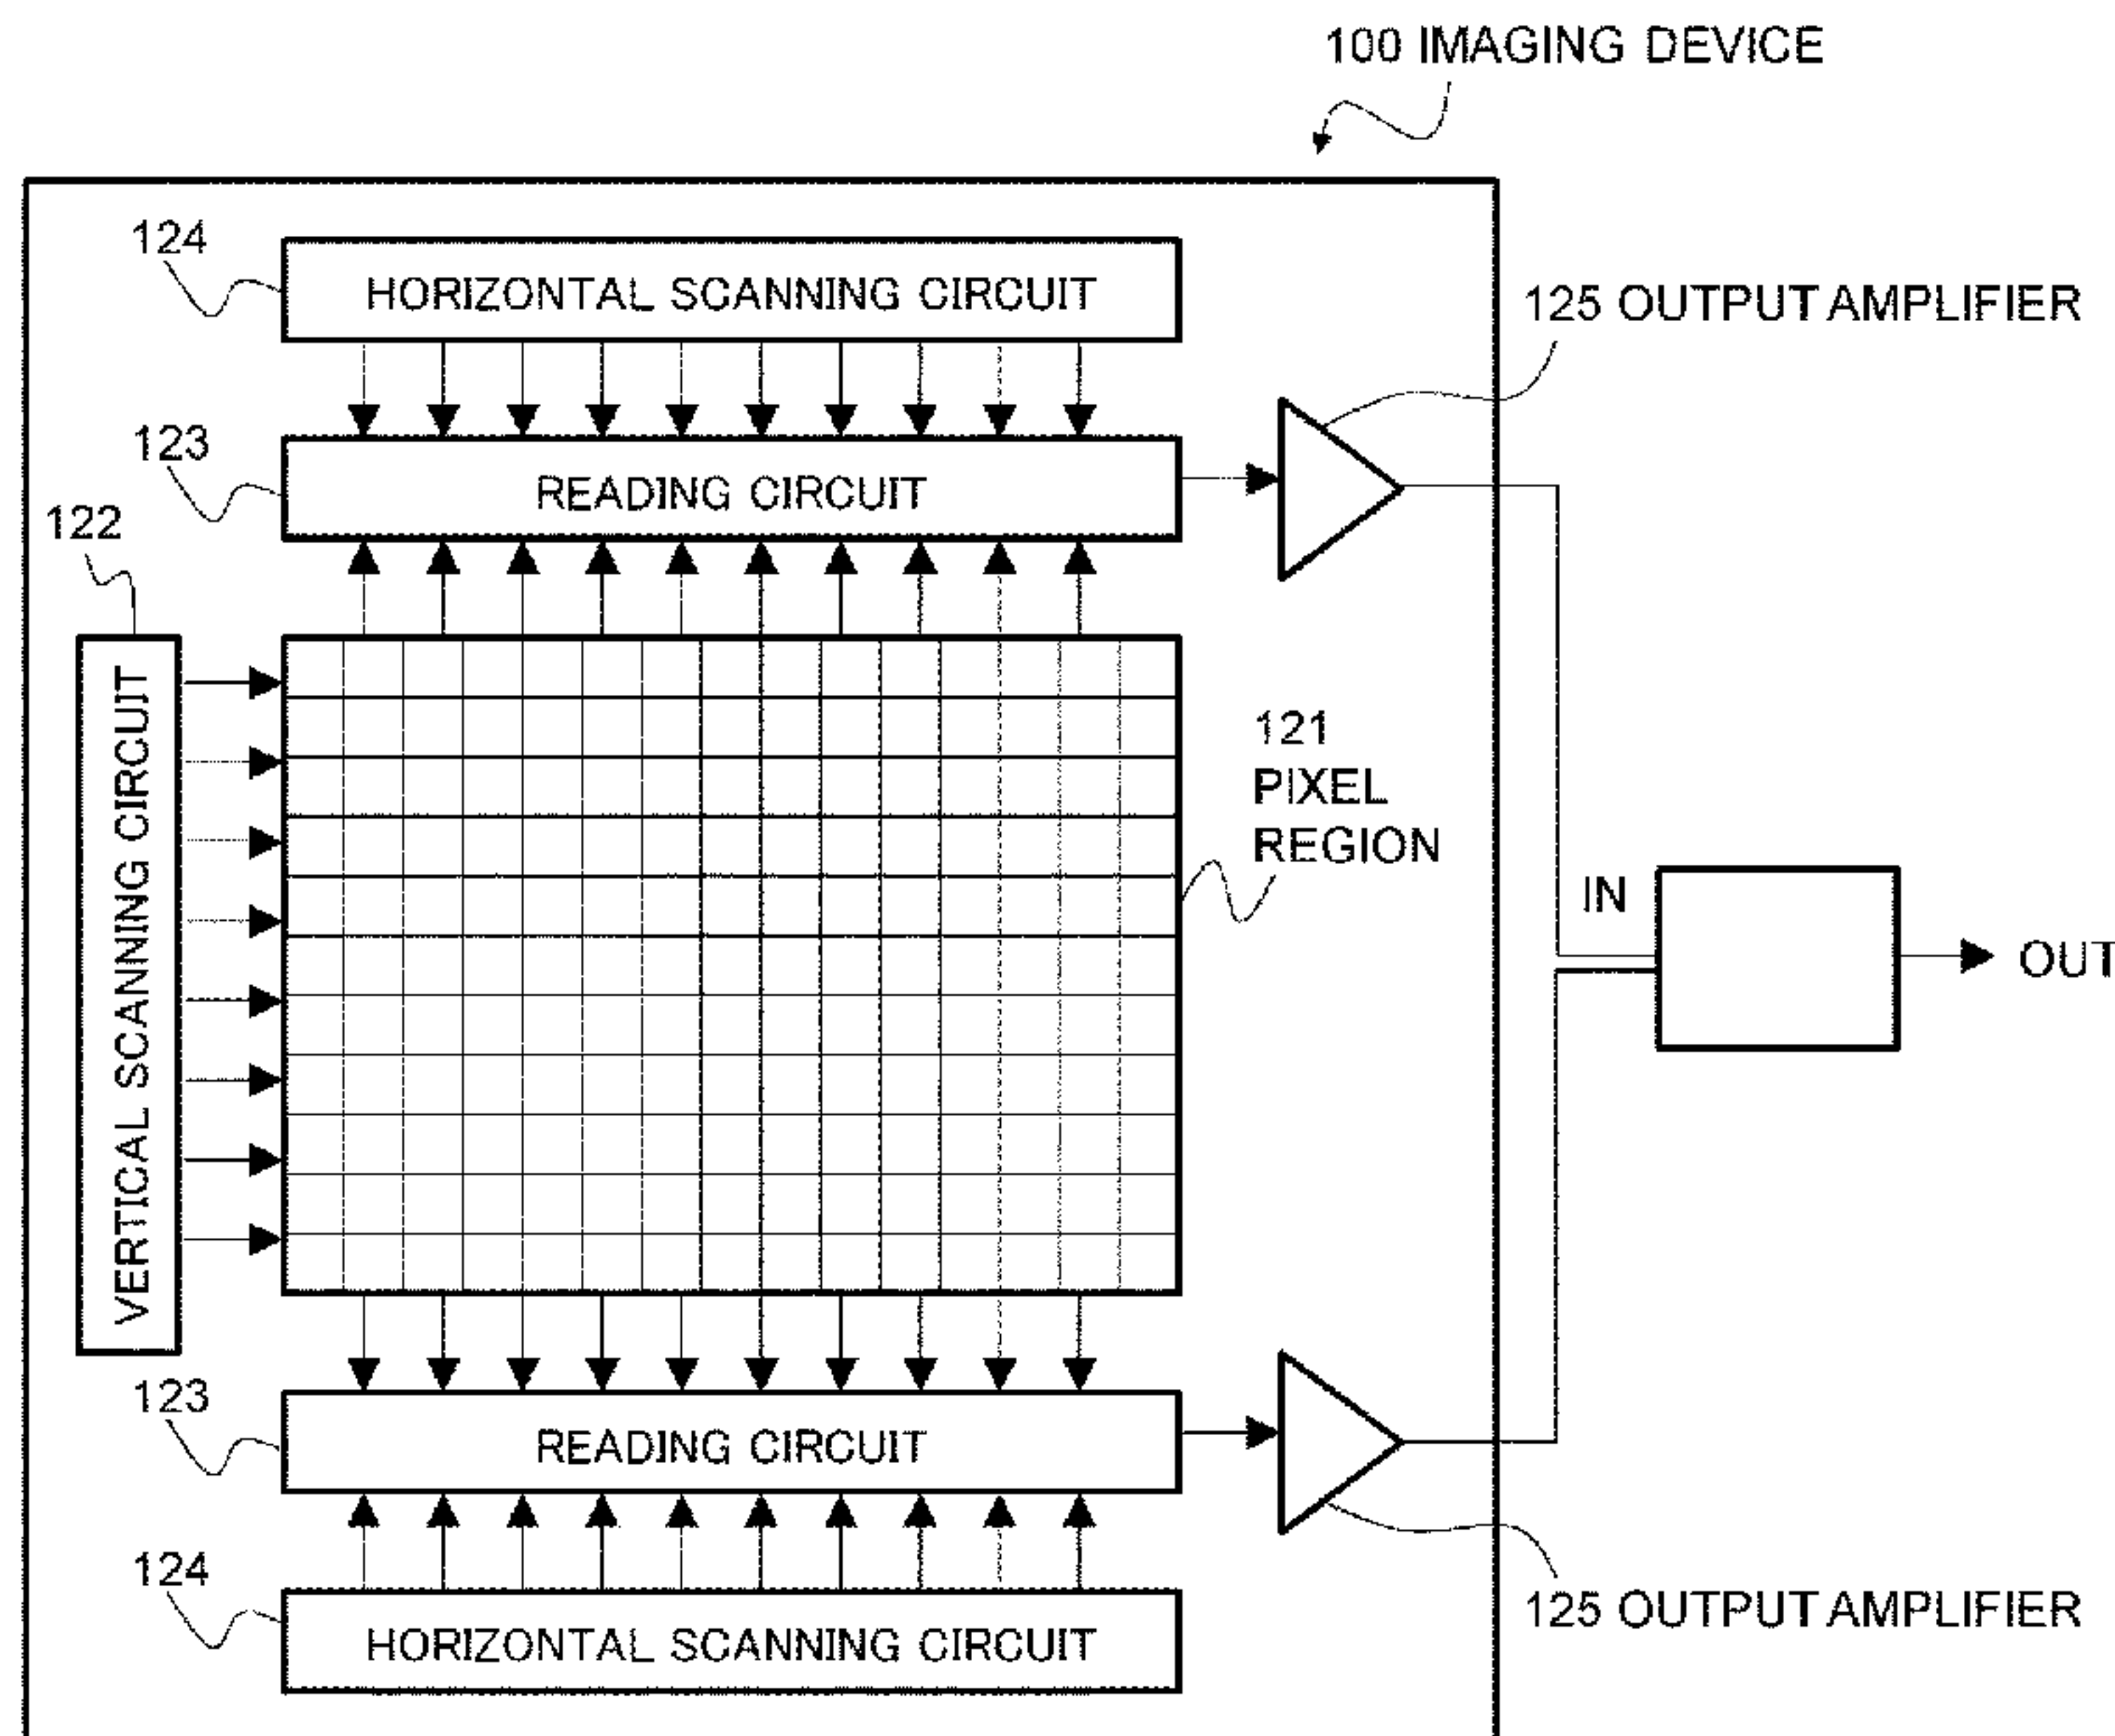 100 IMAGING DEVICE
124
HORIZONTAL SCANNING CIRCUIT
125 OUTPUT AMPLIFIER
123
READING CIRCUIT
122
VERTICAL SCANNING CIRCUIT
121
PIXEL
REGION
IN
OUT
123
READING CIRCUIT
124
HORIZONTAL SCANNING CIRCUIT
125 OUTPUT AMPLIFIER